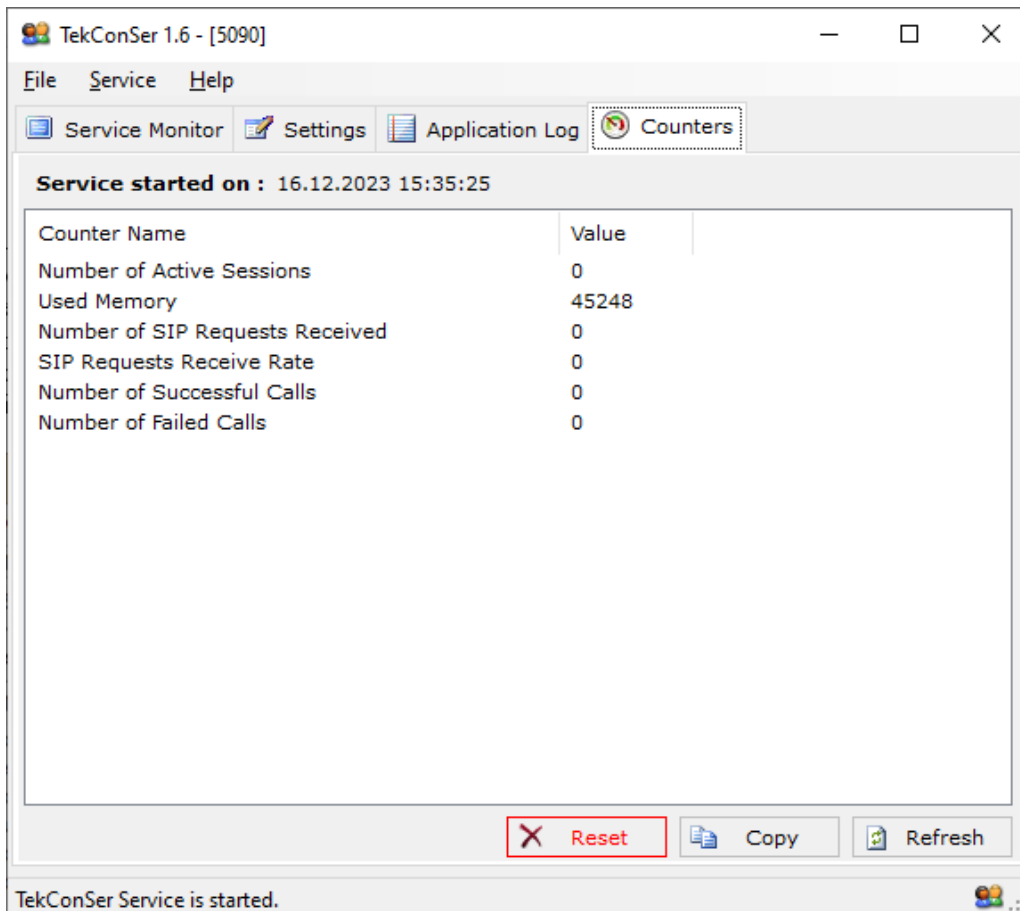 TekConSer 1.6 - [5090]
File Service Help
Service Monitor Settings Application Log Counters
Service started on : 16.12.2023 15:35:25
Counter Name Value
Number of Active Sessions 0
Used Memory 45248
Number of SIP Requests Received 0
SIP Requests Receive Rate 0
Number of Successful Calls 0
Number of Failed Calls 0
Reset Copy Refresh
TekConSer Service is started.